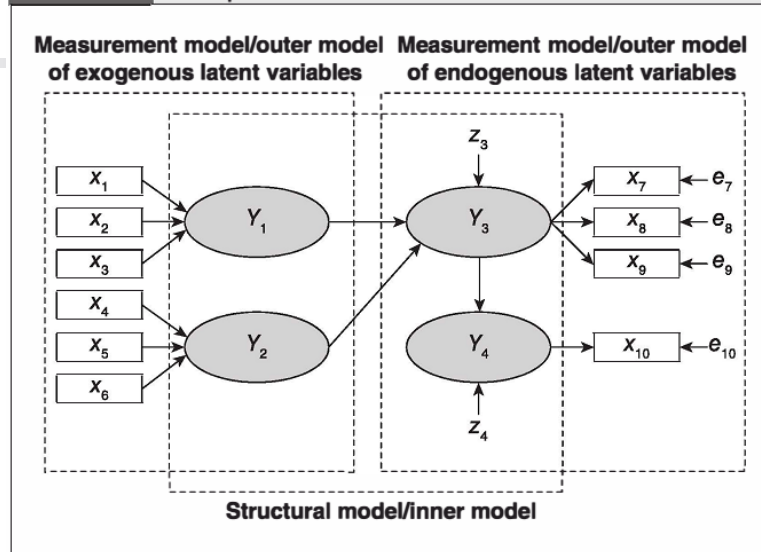 Measurement model/outer model
of exogenous latent variables
Measurement model/outer model
of endogenous latent variables
z3
x1
x2
x3
x4
x5
x6
Y1
Y2
Y3
Y4
x7
x8
x9
x10
e7
e8
e9
e10
z4
Structural model/inner model